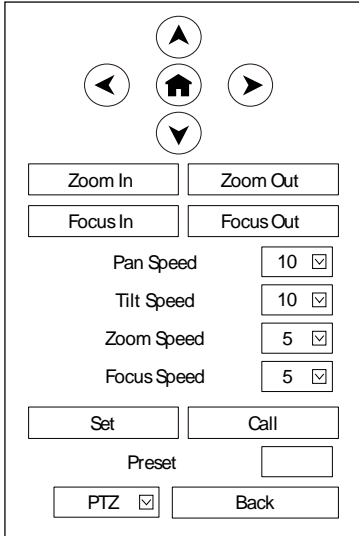 Zoom In Zoom Out
Focus In Focus Out
Pan Speed 10
Tilt Speed 10
Zoom Speed 5
Focus Speed 5
Set Call
Preset
PTZ Back